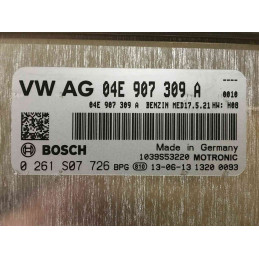 VW AG 04E 907 309 A ----
0010
04E 907 309 A BENZIN MED17.5.21 HW: H08
Made in Germany
BOSCH 1039S53220 MOTRONIC
0 261 S07 726 BPG 13-06-13 1320 0093